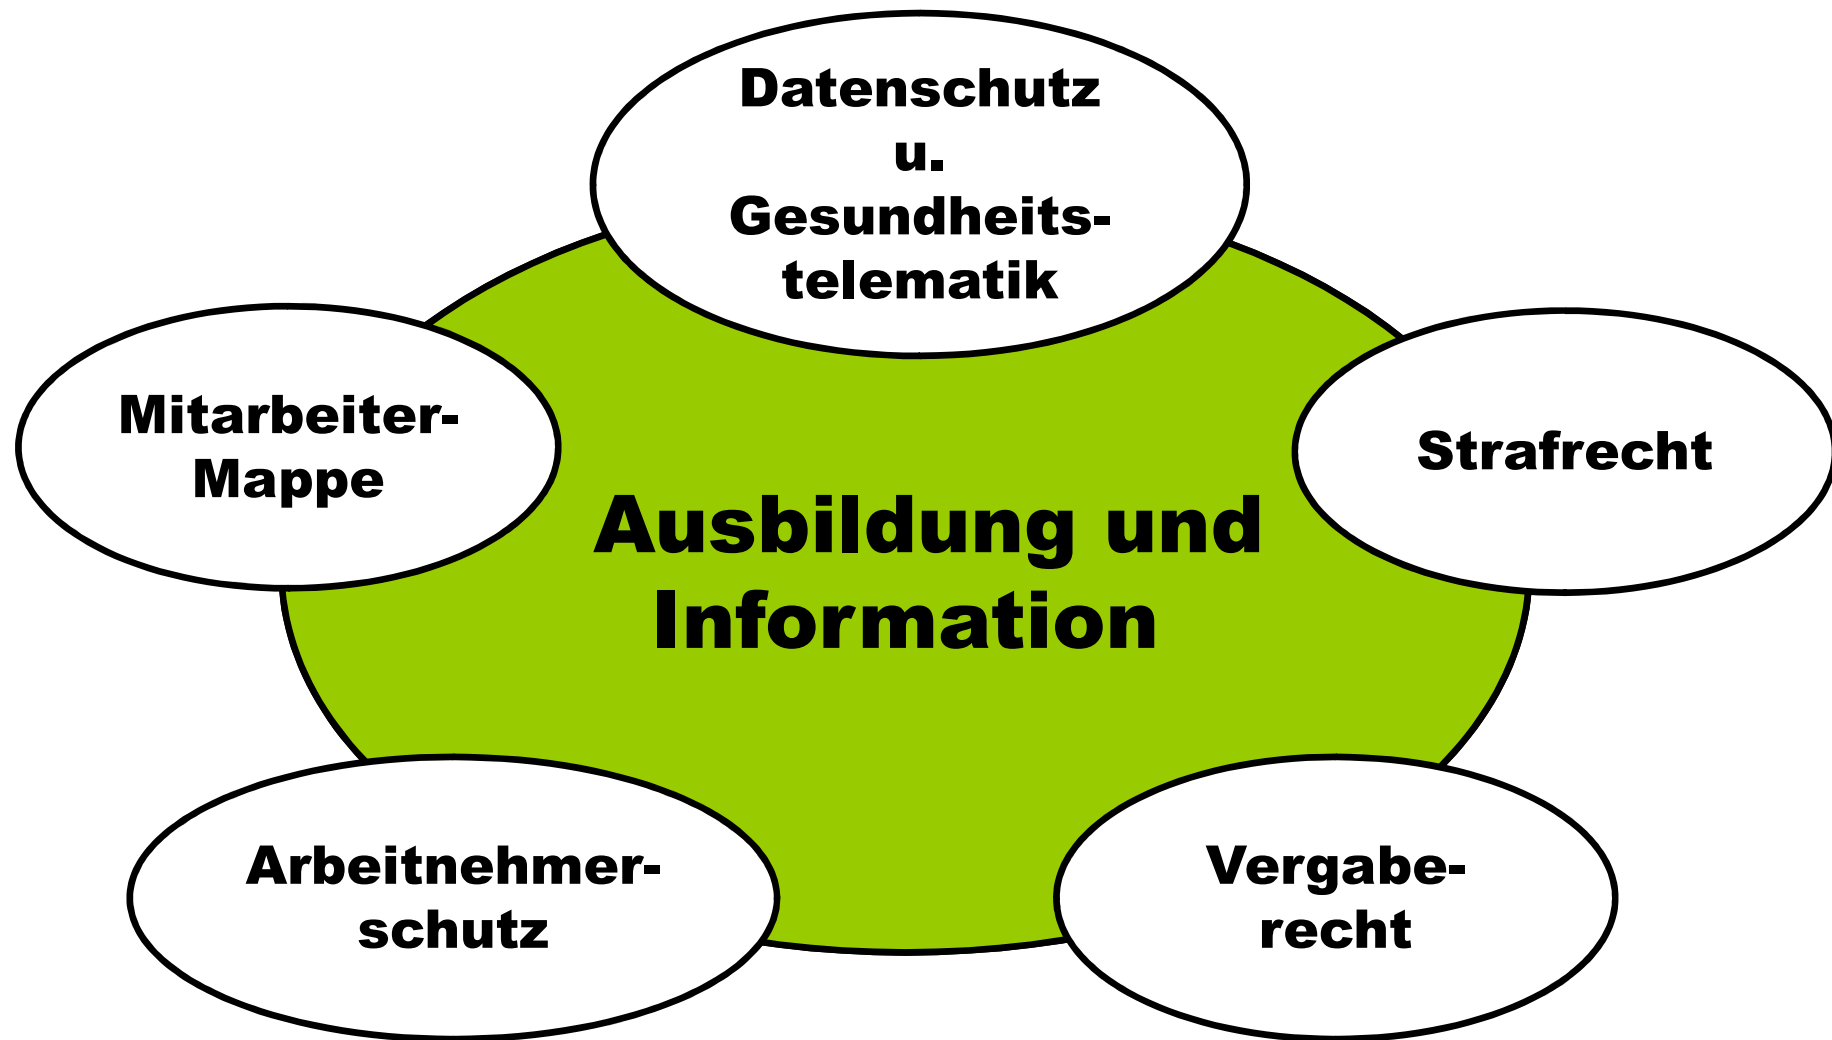 Datenschutz
u.
Gesundheits-
telematik
Mitarbeiter-
Mappe
Strafrecht
Ausbildung und
Information
Arbeitnehmer-
schutz
Vergabe-
recht